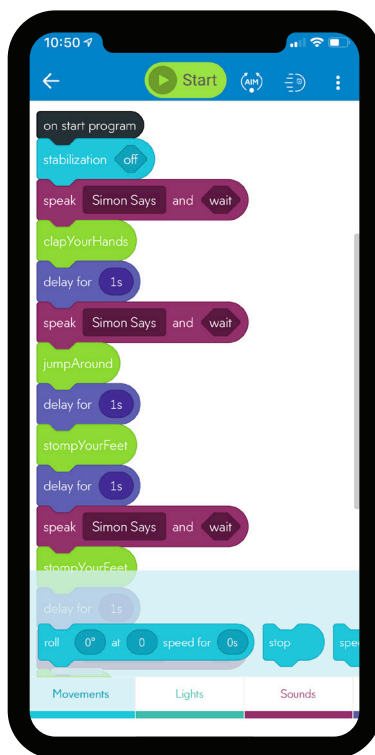 10:50
Start
AIM
on start program
stabilization off
speak Simon Says and wait
clapYourHands
delay for 1s
speak Simon Says and wait
jumpAround
delay for 1s
stompYourFeet
delay for 1s
speak Simon Says and wait
stompYourFeet
delay for 1s
roll 0° at 0 speed for 0s stop spe
Movements Lights Sounds